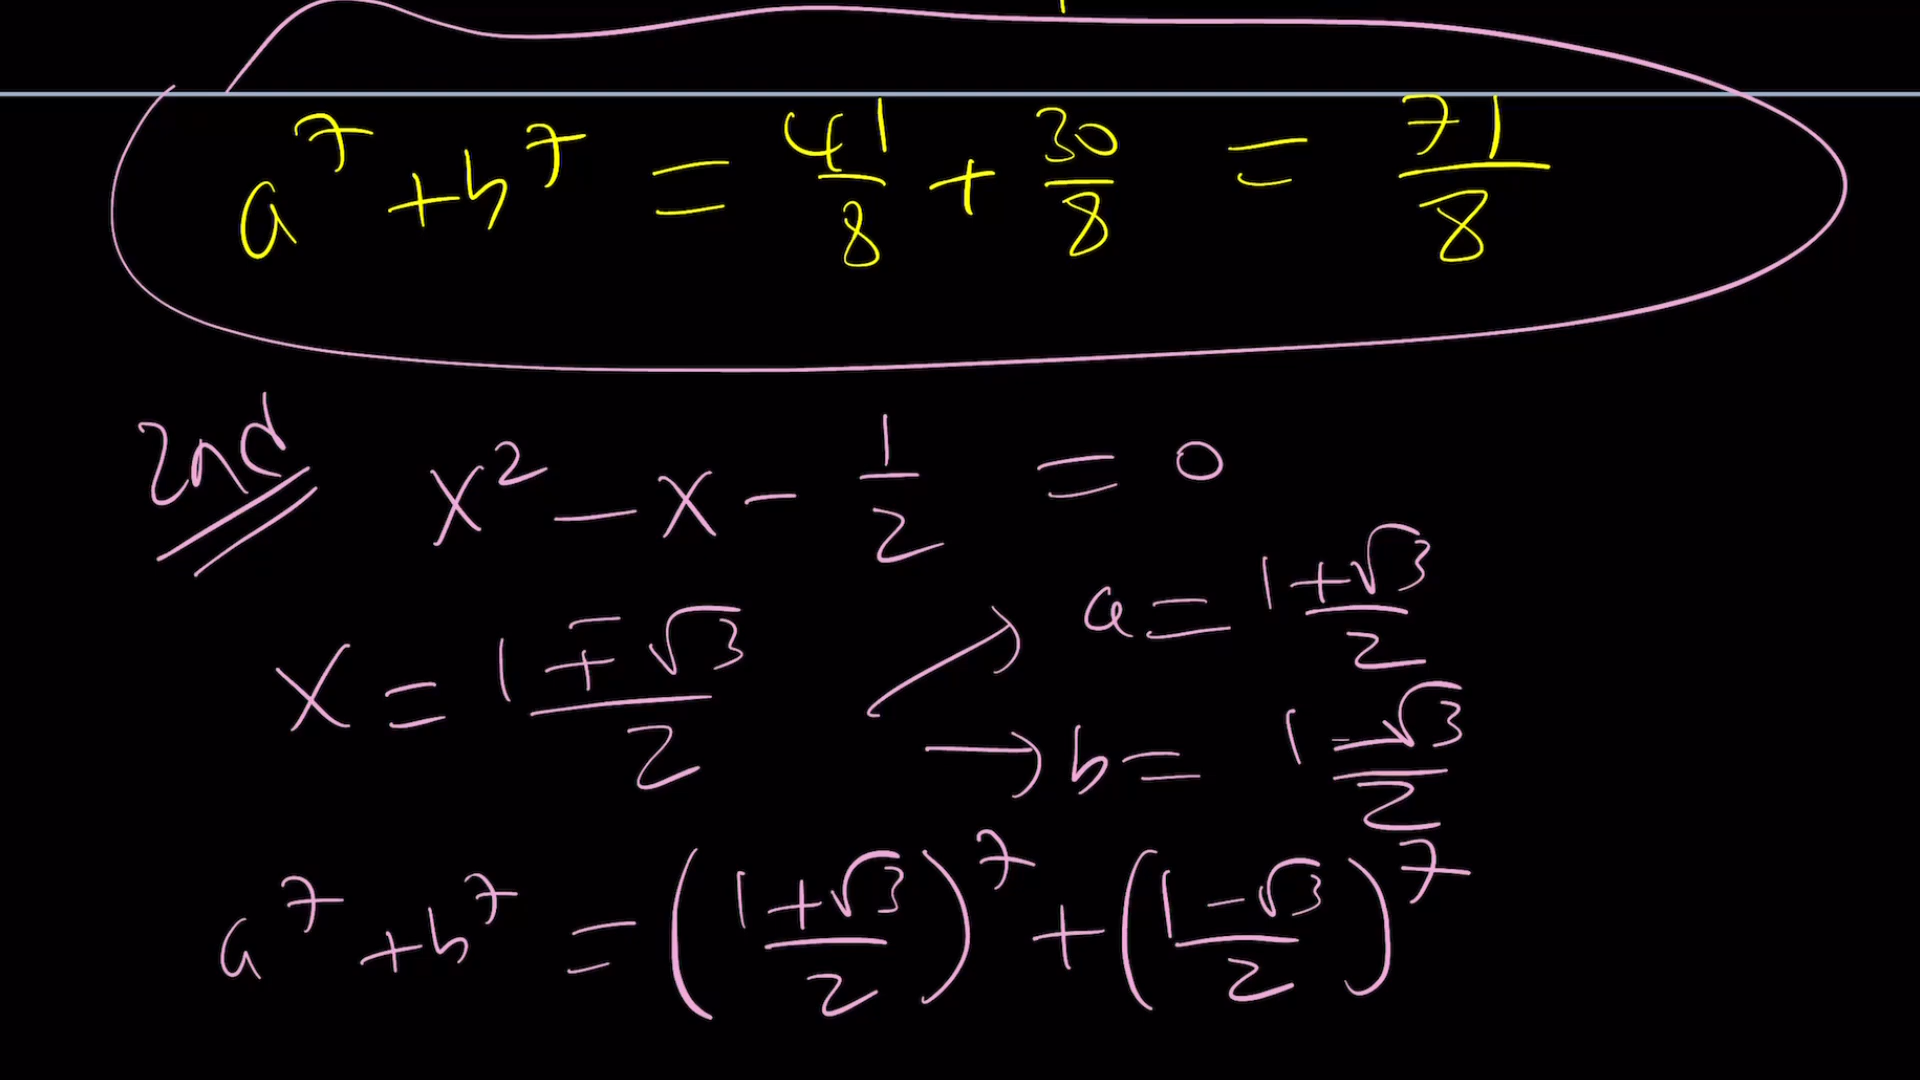 a⁷ + b⁷ = 41/8 + 30/8 = 71/8
2nd x² - x - 1/2 = 0
x = (1 ∓ √3)/2 → a = (1 + √3)/2
→ b = (1 - √3)/2
a⁷ + b⁷ = ((1 + √3)/2)⁷ + ((1 - √3)/2)⁷